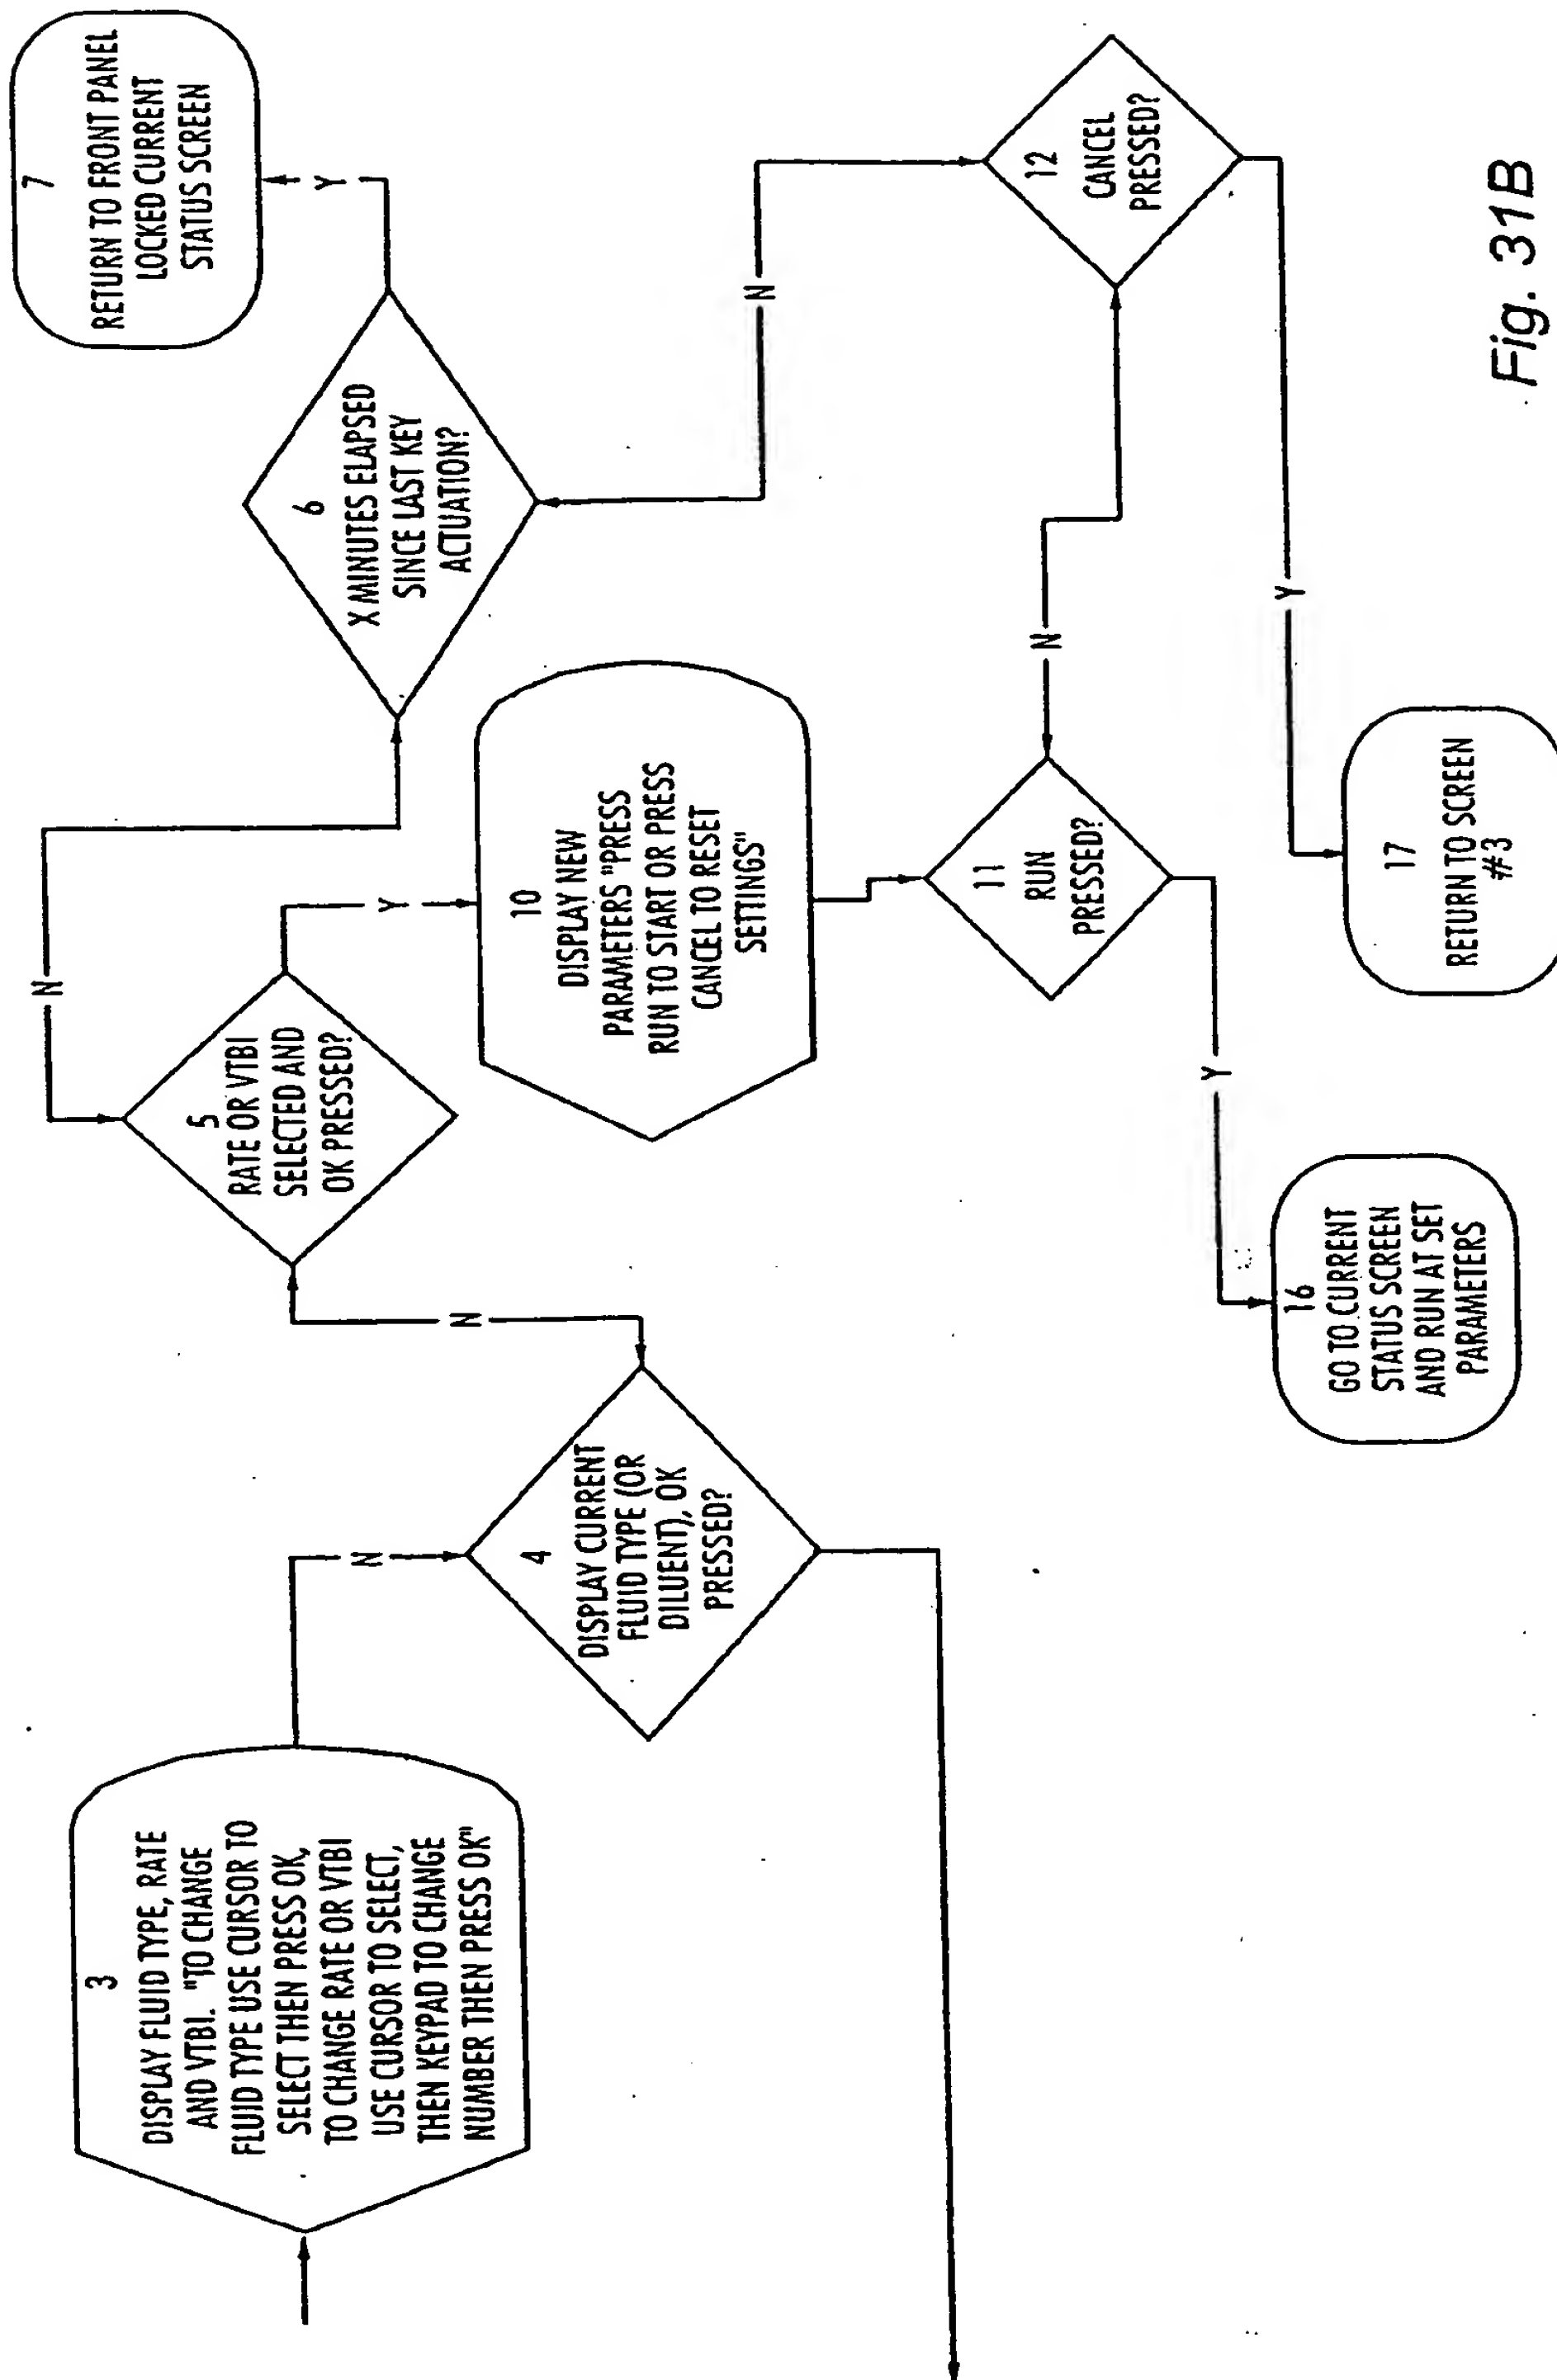 3
DISPLAY FLUID TYPE, RATE
AND VTBI. "TO CHANGE
FLUID TYPE USE CURSOR TO
SELECT THEN PRESS OK,
TO CHANGE RATE OR VTBI
USE CURSOR TO SELECT,
THEN KEYPAD TO CHANGE
NUMBER THEN PRESS OK"
N
4
DISPLAY CURRENT
FLUID TYPE (OR
DILUENT), OK
PRESSED?
N
5
RATE OR VTBI
SELECTED AND
OK PRESSED?
N
Y
6
X MINUTES ELAPSED
SINCE LAST KEY
ACTUATION?
Y
7
RETURN TO FRONT PANEL
LOCKED CURRENT
STATUS SCREEN
N
10
DISPLAY NEW
PARAMETERS "PRESS
RUN TO START OR PRESS
CANCEL TO RESET
SETTINGS"
11
RUN
PRESSED?
N
12
CANCEL
PRESSED?
Y
Y
16
GO TO CURRENT
STATUS SCREEN
AND RUN AT SET
PARAMETERS
17
RETURN TO SCREEN
#3
Fig. 31B